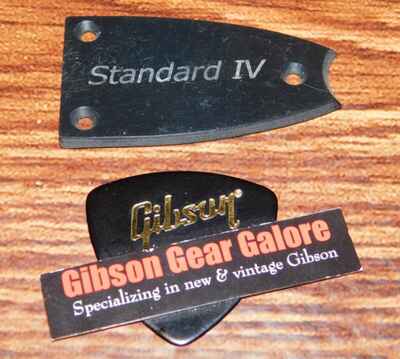 Standard IV
Gibson®
Gibson Gear Galore
Specializing in new & vintage Gibson